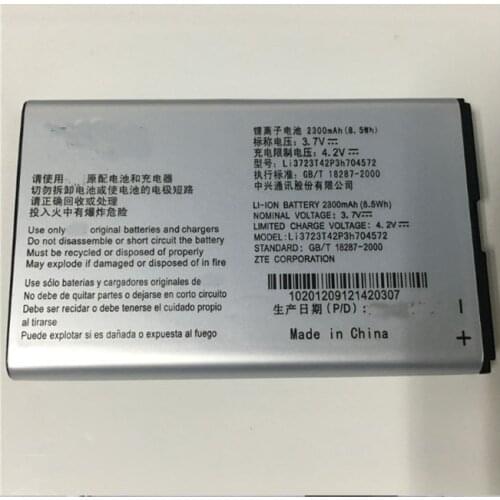 请使用 原配电池和充电器
切勿拆卸电池或使电池的电极短路
请正确回收
投入火中有爆炸危险
Use only original batteries and chargers
Do not disassemble or short circuit the battery
Must be recycled or disposed of properly
May explode if damaged or disposed of in fire
Use sólo baterías y cargadores originales
No debe de quitar partes o dejarla en corto circuito
Debe ser recidar o debe tenerse el cuidado propio
al tirarse
Puede explotar si es dañada o expuesta al fuego
锂离子电池 2300mAh(8.5Wh)
标称电压: 3.7V
充电限制电压: 4.2V
型号: Li3723T42P3h704572
执行标准: GB/T 18287-2000
中兴通讯股份有限公司
LI-ION BATTERY 2300mAh(8.5Wh)
NOMINAL VOLTAGE: 3.7V
LIMITED CHARGE VOLTAGE: 4.2V
MODEL:Li3723T42P3h704572
STANDARD: GB/T 18287-2000
ZTE CORPORATION
10201209121420307
生产日期(P/D):
Made in China